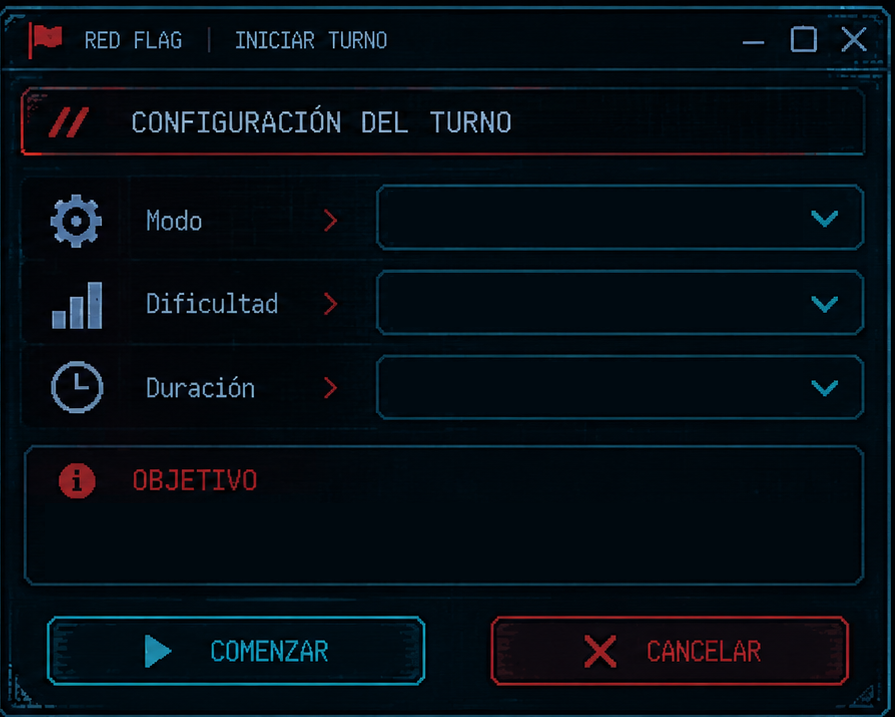 RED FLAG | INICIAR TURNO
// CONFIGURACIÓN DEL TURNO
Modo >
Dificultad >
Duración >
OBJETIVO
COMENZAR
CANCELAR